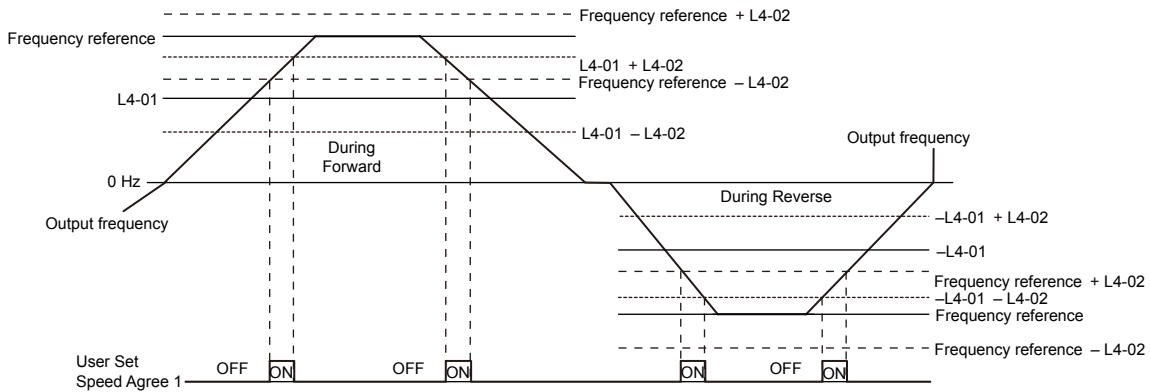 Frequency reference + L4-02
Frequency reference
L4-01 + L4-02
Frequency reference – L4-02
L4-01
L4-01 – L4-02
During
Forward
Output frequency
0 Hz
During Reverse
Output frequency
–L4-01 + L4-02
–L4-01
Frequency reference + L4-02
–L4-01 – L4-02
Frequency reference
Frequency reference – L4-02
User Set
Speed Agree 1
OFF ON OFF ON ON OFF ON